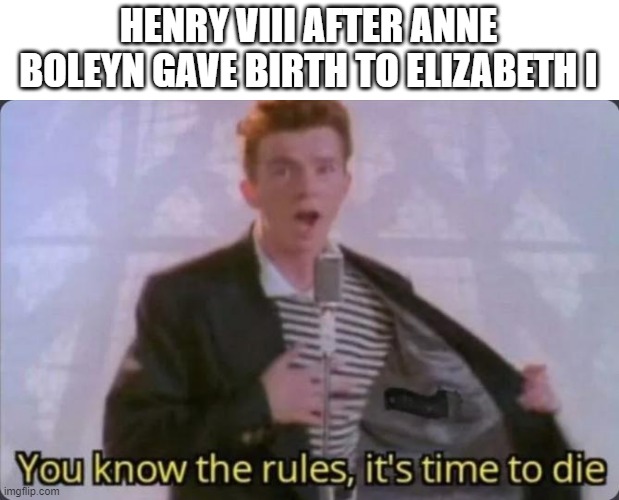 HENRY VIII AFTER ANNE
BOLEYN GAVE BIRTH TO ELIZABETH I
You know the rules, it's time to die
imgflip.com